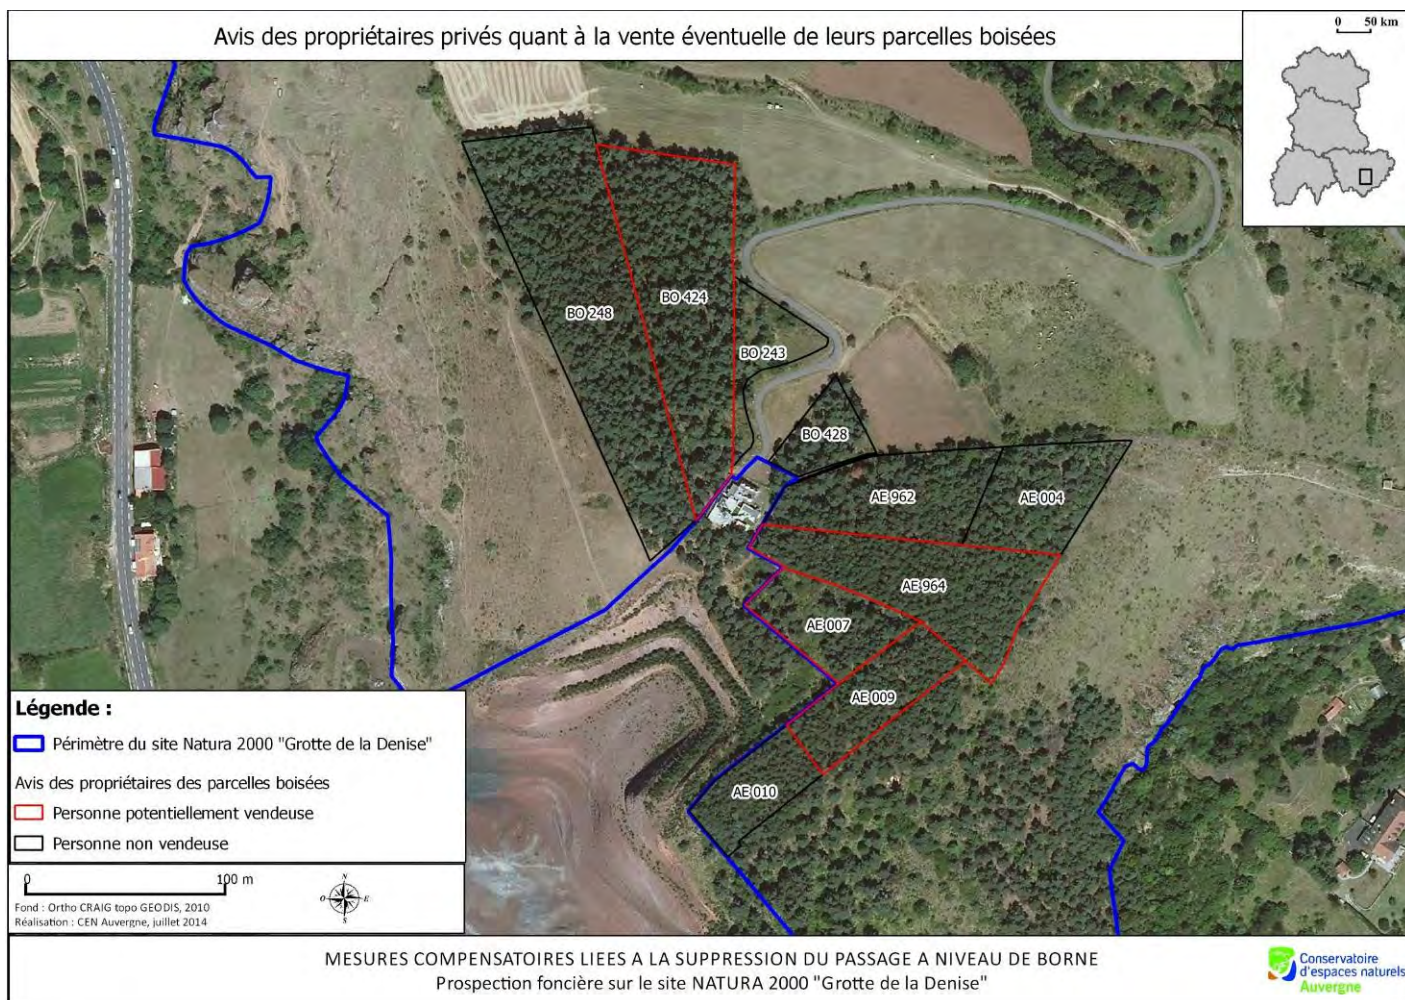 Avis des propriétaires privés quant à la vente éventuelle de leurs parcelles boisées
0 50 km
BO 248
BO 424
BO 243
BO 428
AE 962
AE 004
AE 964
AE 007
AE 009
AE 010
Légende :
Périmètre du site Natura 2000 "Grotte de la Denise"
Avis des propriétaires des parcelles boisées
Personne potentiellement vendeuse
Personne non vendeuse
0 100 m
Fond : Ortho CRAIG topo GEODIS, 2010
Réalisation : CEN Auvergne, juillet 2014
N
O E
S
MESURES COMPENSATOIRES LIEES A LA SUPPRESSION DU PASSAGE A NIVEAU DE BORNE
Prospection foncière sur le site NATURA 2000 "Grotte de la Denise"
Conservatoire
d'espaces naturels
Auvergne